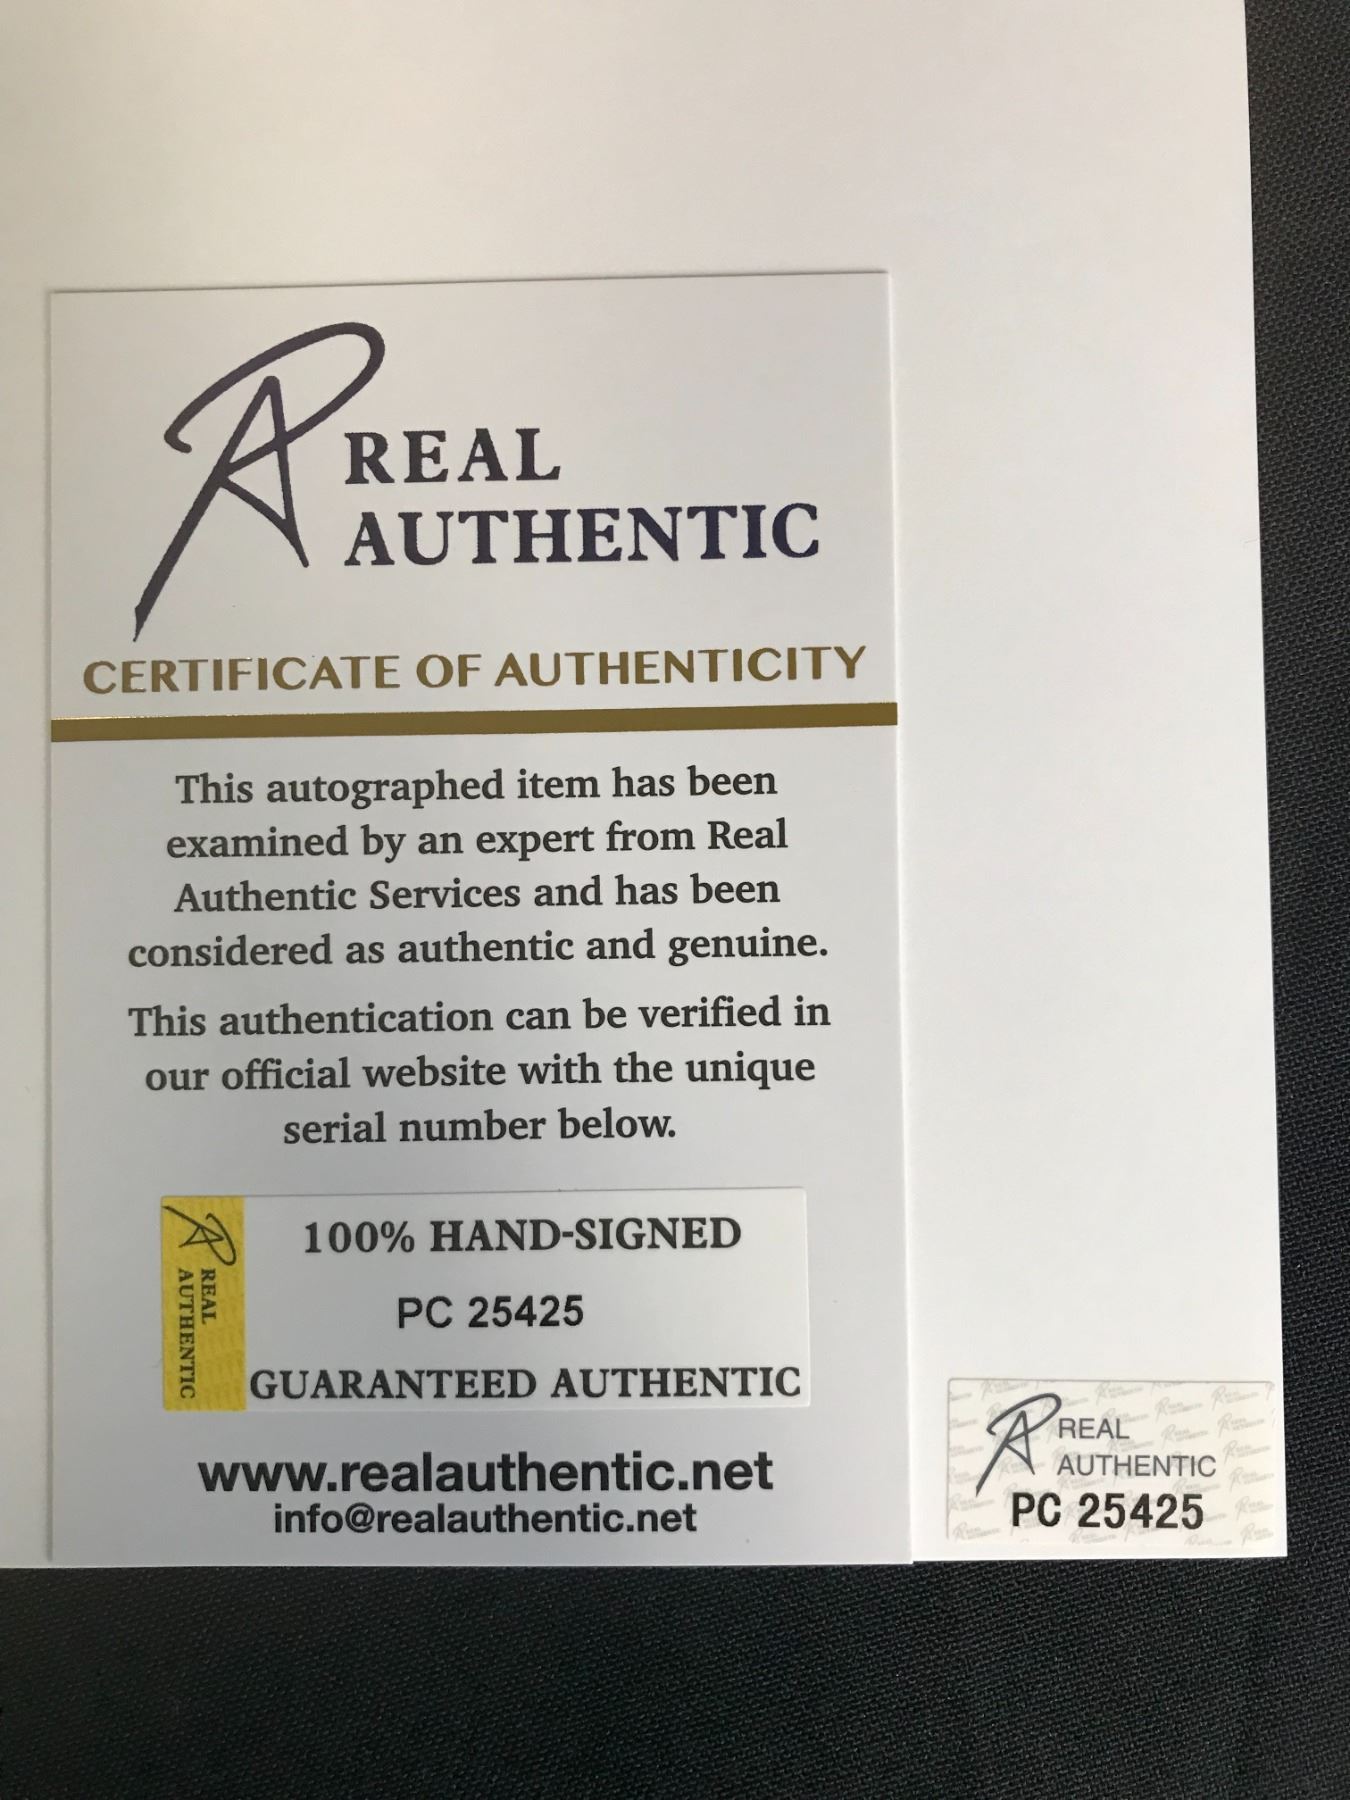 REAL
AUTHENTIC
CERTIFICATE OF AUTHENTICITY
This autographed item has been
examined by an expert from Real
Authentic Services and has been
considered as authentic and genuine.
This authentication can be verified in
our official website with the unique
serial number below.
REAL
AUTHENTIC
100% HAND-SIGNED
PC 25425
GUARANTEED AUTHENTIC
www.realauthentic.net
info@realauthentic.net
REAL
AUTHENTIC
PC 25425